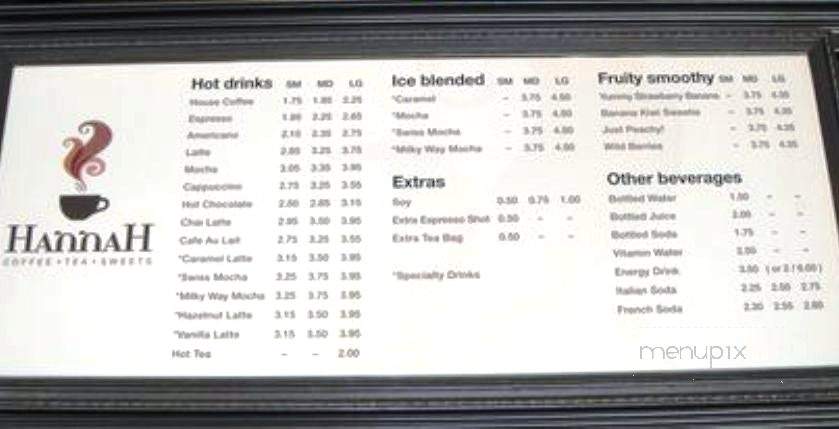 HAnnAH
COFFEE • TEA • SWEETS
Hot drinks SM MD LG
House Coffee 1.75 1.95 2.25
Espresso 1.95 2.25 2.65
Americano 2.10 2.35 2.75
Latte 2.85 3.25 3.75
Mocha 3.05 3.35 3.95
Cappuccino 2.75 3.25 3.55
Hot Chocolate 2.50 2.85 3.15
Chai Latte 2.95 3.50 3.95
Cafe Au Lait 2.75 3.25 3.55
*Caramel Latte 3.15 3.50 3.95
*Swiss Mocha 3.25 3.75 3.95
*Milky Way Mocha 3.25 3.75 3.95
*Hazelnut Latte 3.15 3.50 3.95
*Vanilla Latte 3.15 3.50 3.95
Hot Tea – – 2.00
Ice blended SM MD LG
*Caramel – 3.75 4.50
*Mocha – 3.75 4.50
*Swiss Mocha – 3.75 4.50
*Milky Way Mocha – 3.75 4.50
Extras
Soy 0.50 0.75 1.00
Extra Espresso Shot 0.50 – –
Extra Tea Bag 0.50 – –
*Specialty Drinks
Fruity smoothy SM MD LG
Yummy Strawberry Banana – 3.75 4.35
Banana Kiwi Sweetie – 3.75 4.35
Just Peachy! – 3.75 4.35
Wild Berries – 3.75 4.35
Other beverages
Bottled Water 1.50 – –
Bottled Juice 2.00 – –
Bottled Soda 1.75 – –
Vitamin Water 2.50 – –
Energy Drink 3.50 (or 2 / 6.00)
Italian Soda 2.25 2.50 2.75
French Soda 2.30 2.55 2.80
menupix